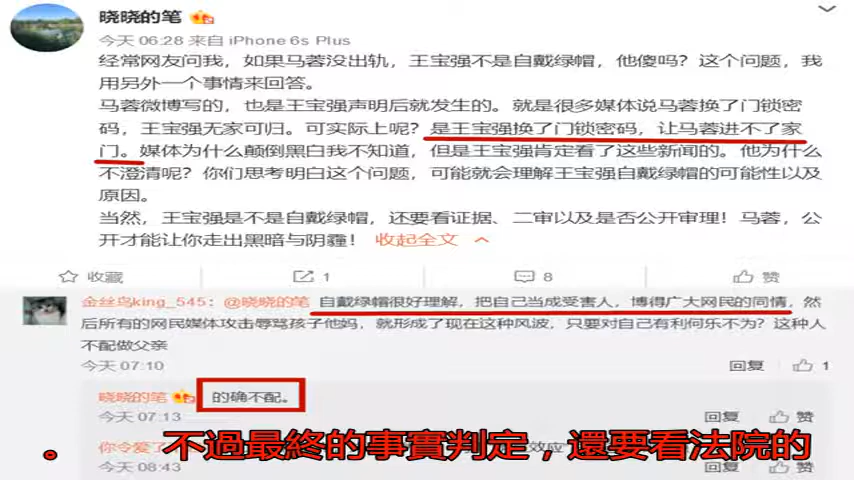 晓晓的笔
今天 06:28 来自 iPhone 6s Plus
经常网友问我，如果马蓉没出轨，王宝强不是自戴绿帽，他傻吗？这个问题，我
用另外一个事情来回答。
马蓉微博写的，也是王宝强声明后就发生的。就是很多媒体说马蓉换了门锁密
码，王宝强无家可归。可实际上呢？是王宝强换了门锁密码，让马蓉进不了家
门。媒体为什么颠倒黑白我不知道，但是王宝强肯定看了这些新闻的。他为什么
不澄清呢？你们思考明白这个问题，可能就会理解王宝强自戴绿帽的可能性以及
原因。
当然，王宝强是不是自戴绿帽，还要看证据、二审以及是否公开审理！马蓉，公
开才能让你走出黑暗与阴霾！ 收起全文
收藏 1 8 赞
金丝鸟king_545：@晓晓的笔 自戴绿帽很好理解，把自己当成受害人，博得广大网民的同情，然
后所有的网民媒体攻击辱骂孩子他妈，就形成了现在这种风波，只要对自己有利何乐不为？这种人
不配做父亲
今天 07:10 回复 1
晓晓的笔 的确不配。
今天 07:13 回复 赞
你令爱了 效应
。 不過最終的事實判定，還要看法院的
今天 08:43 回复 赞